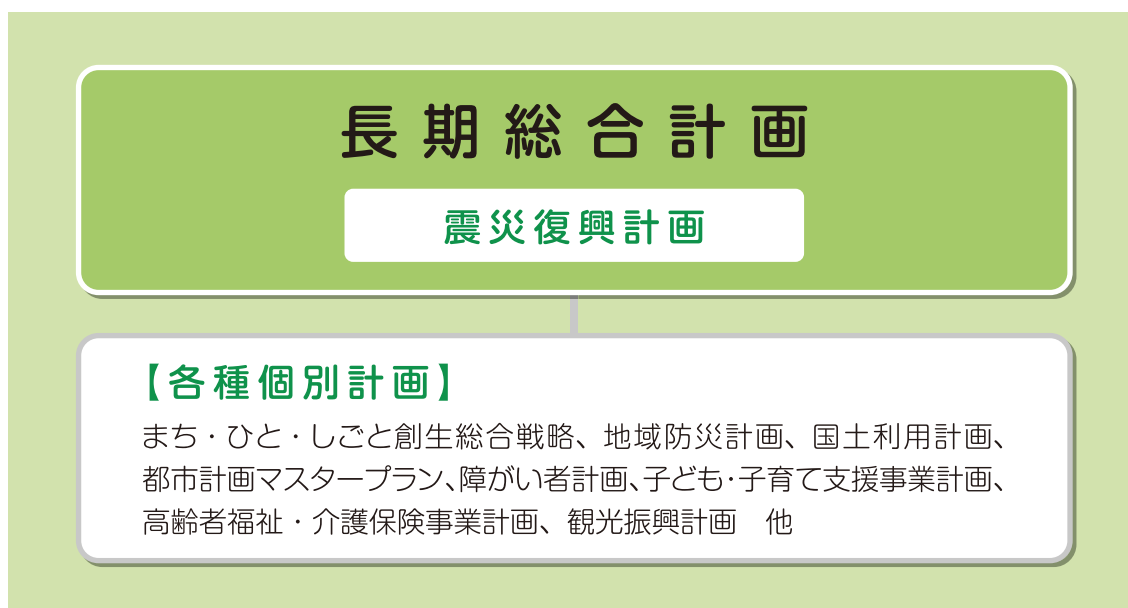 長期総合計画
震災復興計画
【各種個別計画】
まち・ひと・しごと創生総合戦略、地域防災計画、国土利用計画、
都市計画マスタープラン、障がい者計画、子ども・子育て支援事業計画、
高齢者福祉・介護保険事業計画、観光振興計画　他